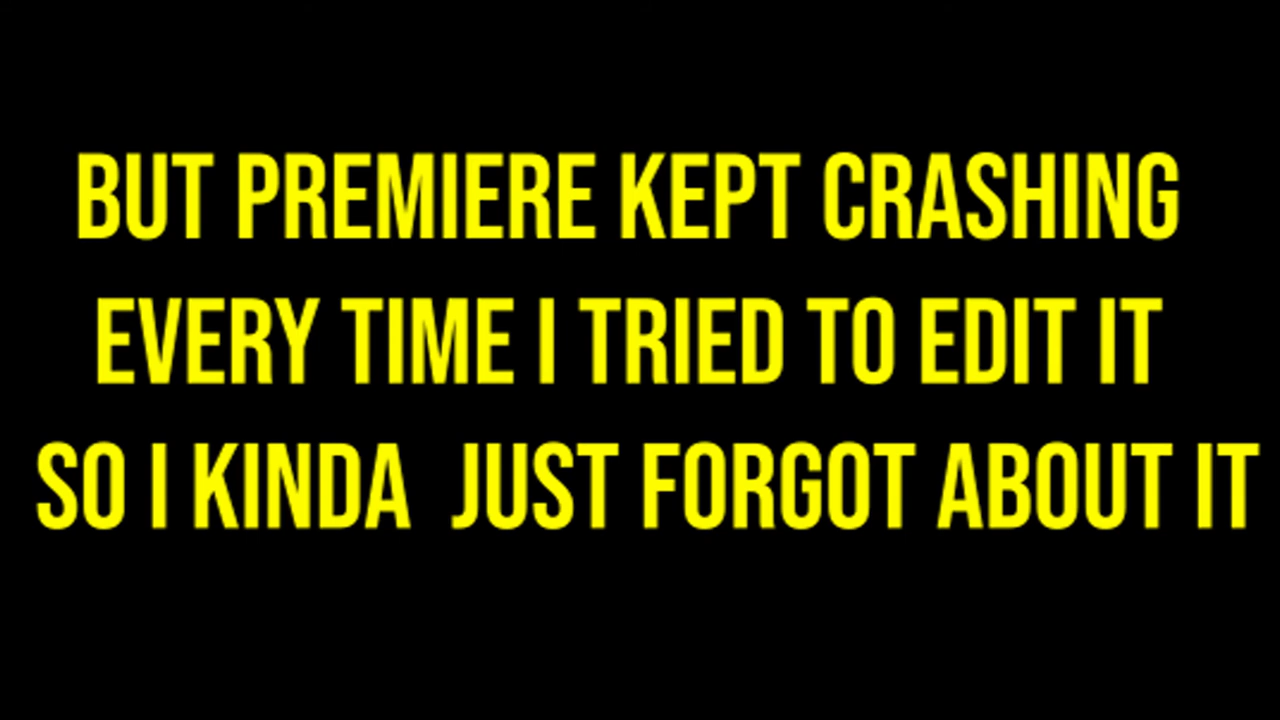 BUT PREMIERE KEPT CRASHING
EVERY TIME I TRIED TO EDIT IT
SO I KINDA  JUST FORGOT ABOUT IT